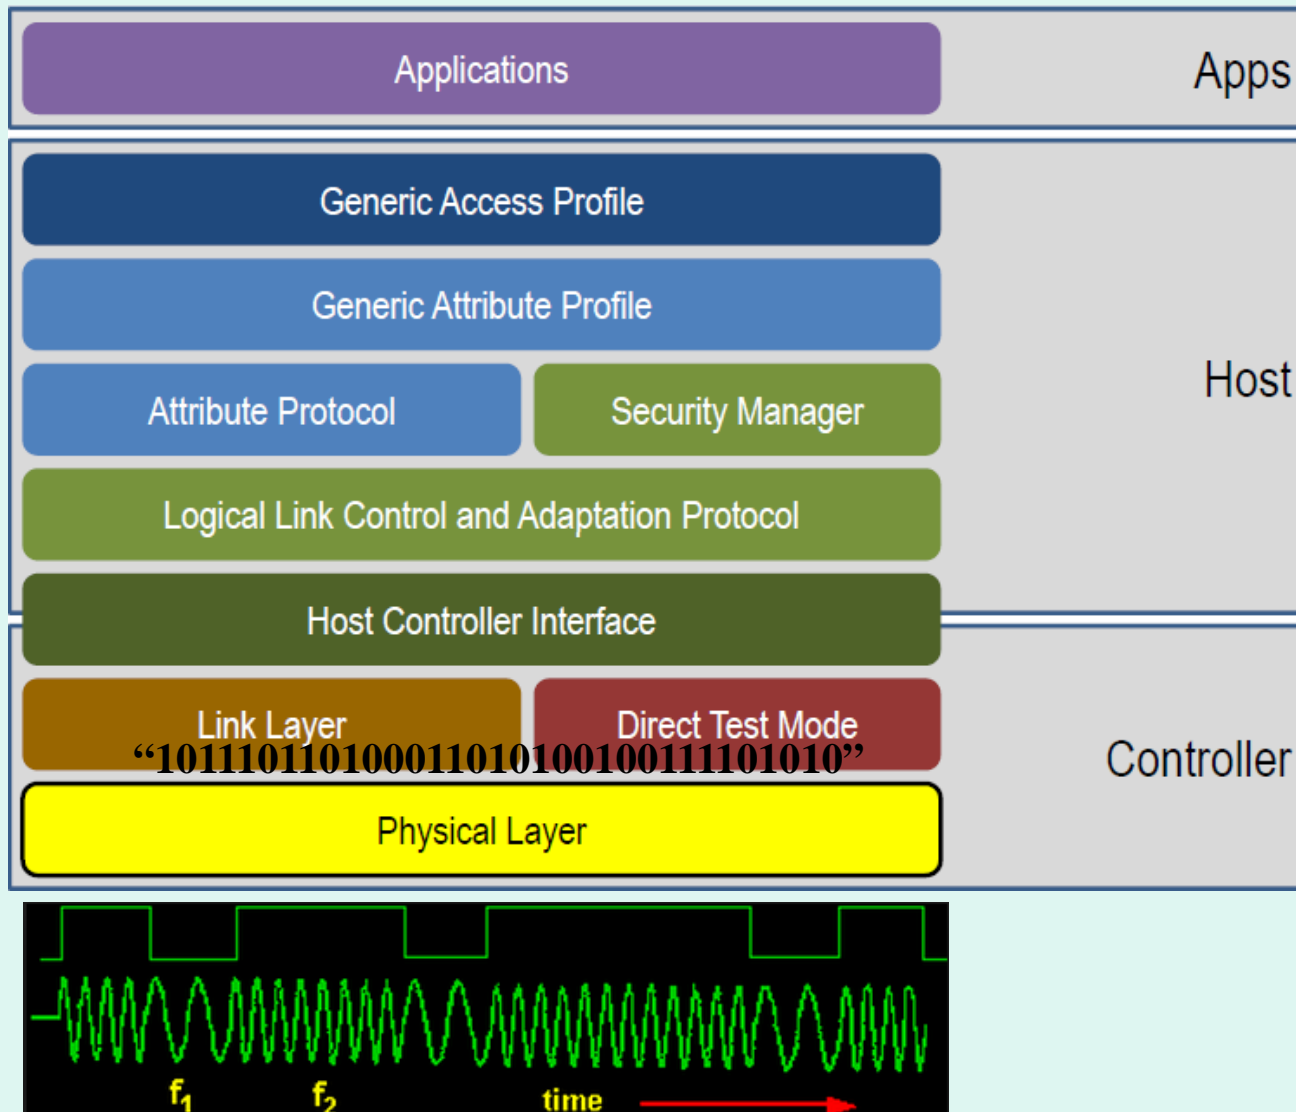 Applications
Apps
Generic Access Profile
Generic Attribute Profile
Host
Attribute Protocol
Security Manager
Logical Link Control and Adaptation Protocol
Host Controller Interface
Link Layer
Direct Test Mode
“101110110100011010100100111101010”
Controller
Physical Layer
f₁
f₂
time